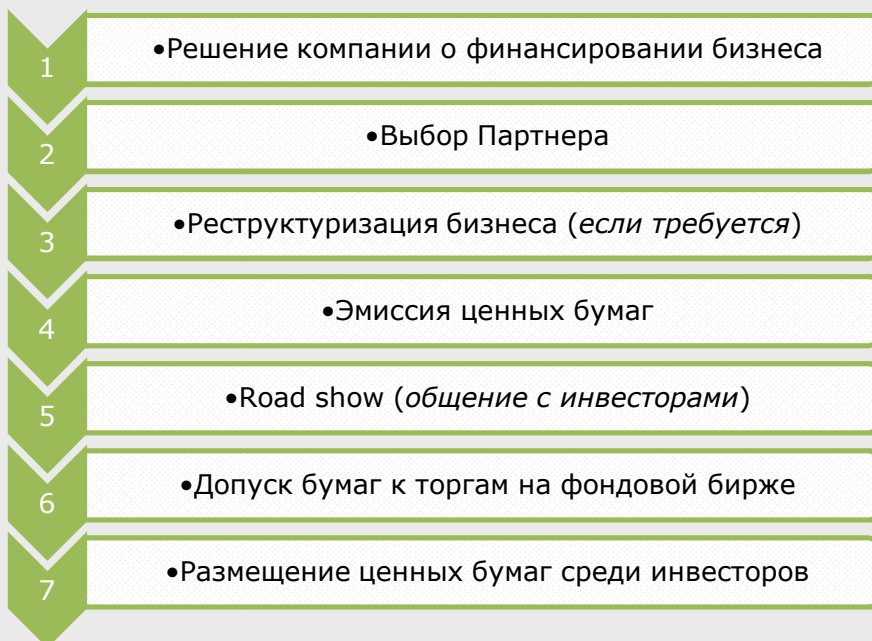 1
•Решение компании о финансировании бизнеса
2
•Выбор Партнера
3
•Реструктуризация бизнеса (если требуется)
4
•Эмиссия ценных бумаг
5
•Road show (общение с инвесторами)
6
•Допуск бумаг к торгам на фондовой бирже
7
•Размещение ценных бумаг среди инвесторов